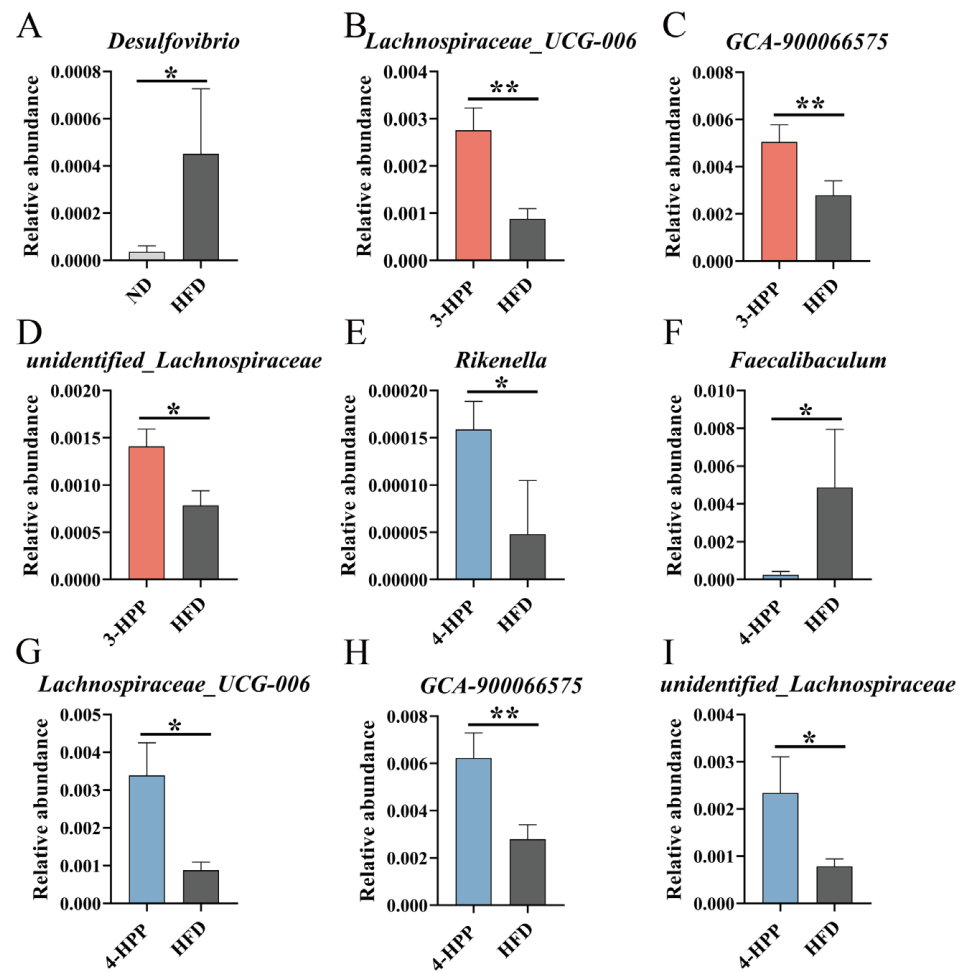 A
Desulfovibrio
Relative abundance
0.0008
0.0006
0.0004
0.0002
0.0000
*
ND
HFD
B
Lachnospiraceae_UCG-006
Relative abundance
0.004
0.003
0.002
0.001
0.000
**
3-HPP
HFD
C
GCA-900066575
Relative abundance
0.008
0.006
0.004
0.002
0.000
**
3-HPP
HFD
D
unidentified_Lachnospiraceae
Relative abundance
0.0020
0.0015
0.0010
0.0005
0.0000
*
3-HPP
HFD
E
Rikenella
Relative abundance
0.00020
0.00015
0.00010
0.00005
0.00000
*
4-HPP
HFD
F
Faecalibaculum
Relative abundance
0.010
0.008
0.006
0.004
0.002
0.000
*
4-HPP
HFD
G
Lachnospiraceae_UCG-006
Relative abundance
0.005
0.004
0.003
0.002
0.001
0.000
*
4-HPP
HFD
H
GCA-900066575
Relative abundance
0.008
0.006
0.004
0.002
0.000
**
4-HPP
HFD
I
unidentified_Lachnospiraceae
Relative abundance
0.004
0.003
0.002
0.001
0.000
*
4-HPP
HFD